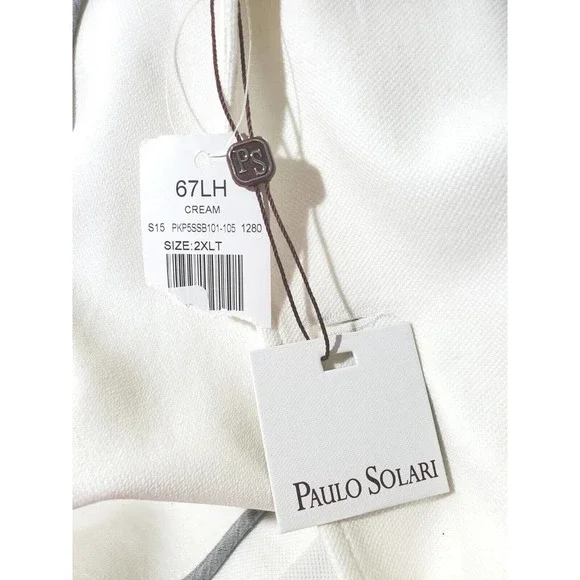 PS
67LH
CREAM
S15 PKP5SSB101-105 1280
SIZE:2XLT
PAULO SOLARI